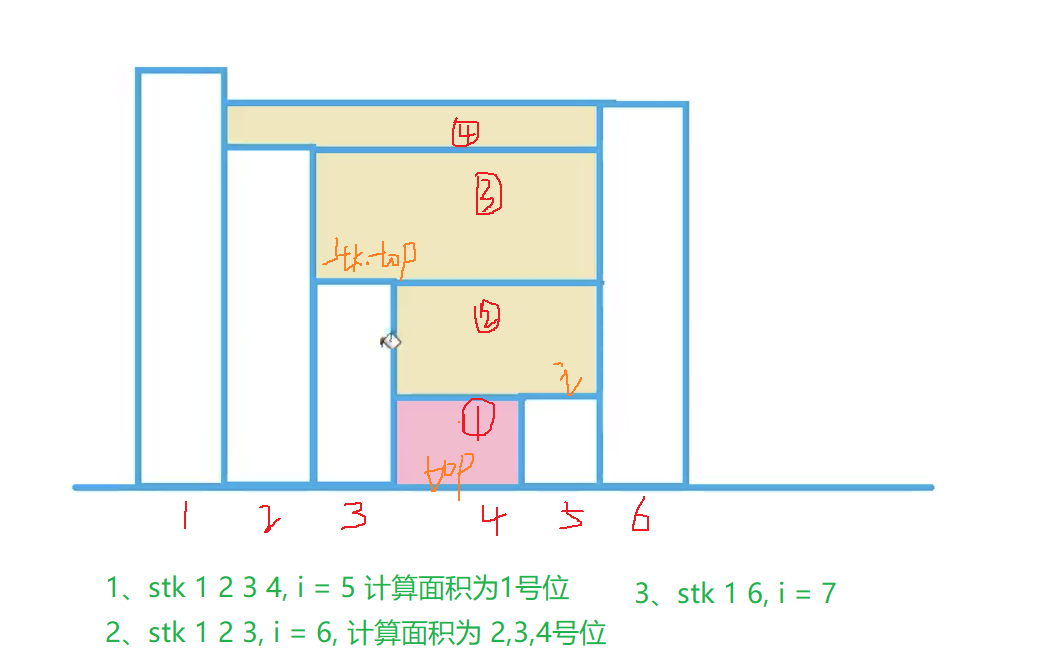 ④
③
stk.top
②
i
①
top
1 2 3 4 5 6
1、stk 1 2 3 4, i = 5 计算面积为1号位
3、stk 1 6, i = 7
2、stk 1 2 3, i = 6, 计算面积为 2,3,4号位